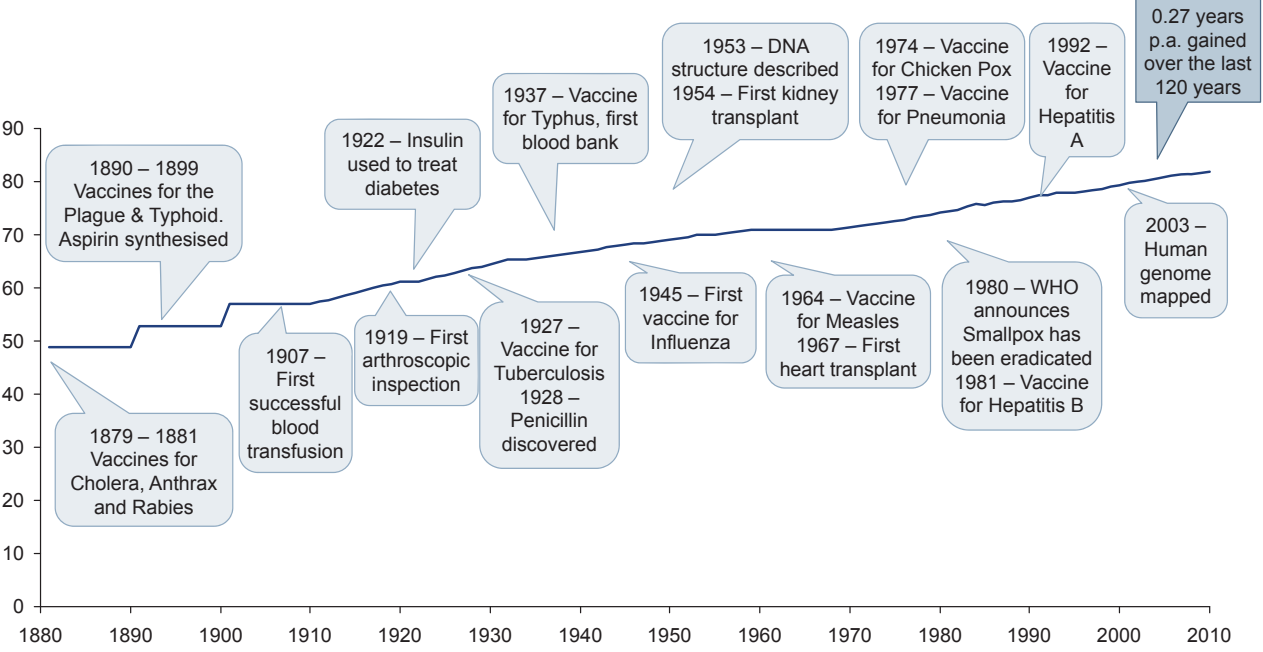 0.27 years
p.a. gained
over the last
120 years
1953 – DNA
structure described
1954 – First kidney
transplant
1974 – Vaccine
for Chicken Pox
1977 – Vaccine
for Pneumonia
1992 –
Vaccine
for
Hepatitis
A
1937 – Vaccine
for Typhus, first
blood bank
1922 – Insulin
used to treat
diabetes
1890 – 1899
Vaccines for the
Plague & Typhoid.
Aspirin synthesised
90
80
70
60
50
40
30
20
10
0
1879 – 1881
Vaccines for
Cholera, Anthrax
and Rabies
1907 –
First
successful
blood
transfusion
1919 – First
arthroscopic
inspection
1927 –
Vaccine for
Tuberculosis
1928 –
Penicillin
discovered
1945 – First
vaccine for
Influenza
1964 – Vaccine
for Measles
1967 – First
heart transplant
1980 – WHO
announces
Smallpox has
been eradicated
1981 – Vaccine
for Hepatitis B
2003 –
Human
genome
mapped
1880 1890 1900 1910 1920 1930 1940 1950 1960 1970 1980 1990 2000 2010